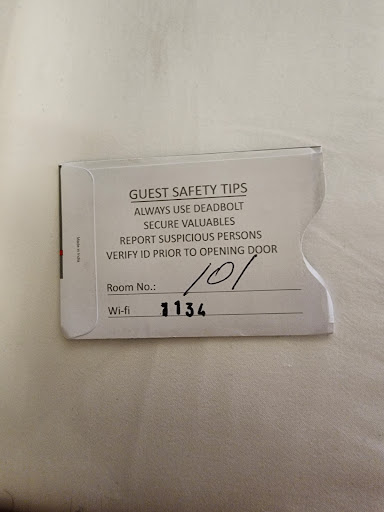 GUEST SAFETY TIPS
ALWAYS USE DEADBOLT
SECURE VALUABLES
REPORT SUSPICIOUS PERSONS
VERIFY ID PRIOR TO OPENING DOOR
Room No.: 101
Wi-fi 1134